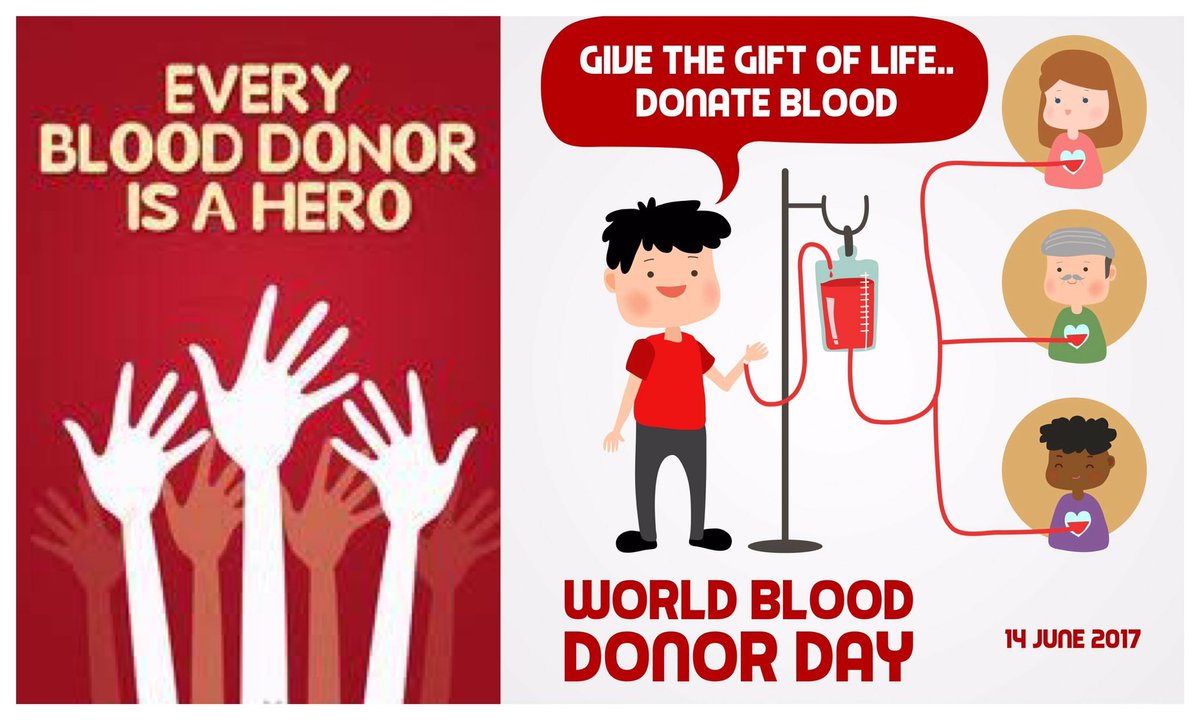 EVERY
BLOOD DONOR
IS A HERO
GIVE THE GIFT OF LIFE..
DONATE BLOOD
WORLD BLOOD
DONOR DAY
14 JUNE 2017